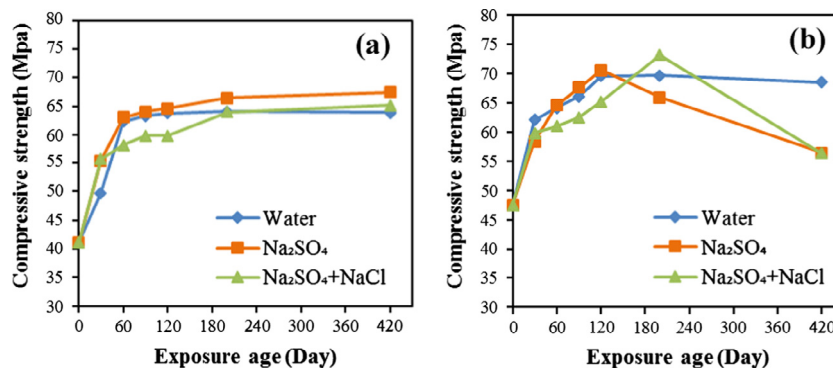 80
75
70
65
60
55
50
45
40
35
30
Compressive strength (Mpa)
(a)
Water
Na₂SO₄
Na₂SO₄+NaCl
0 60 120 180 240 300 360 420
Exposure age (Day)
80
75
70
65
60
55
50
45
40
35
30
Compressive strength (Mpa)
(b)
Water
Na₂SO₄
Na₂SO₄+NaCl
0 60 120 180 240 300 360 420
Exposure age (Day)